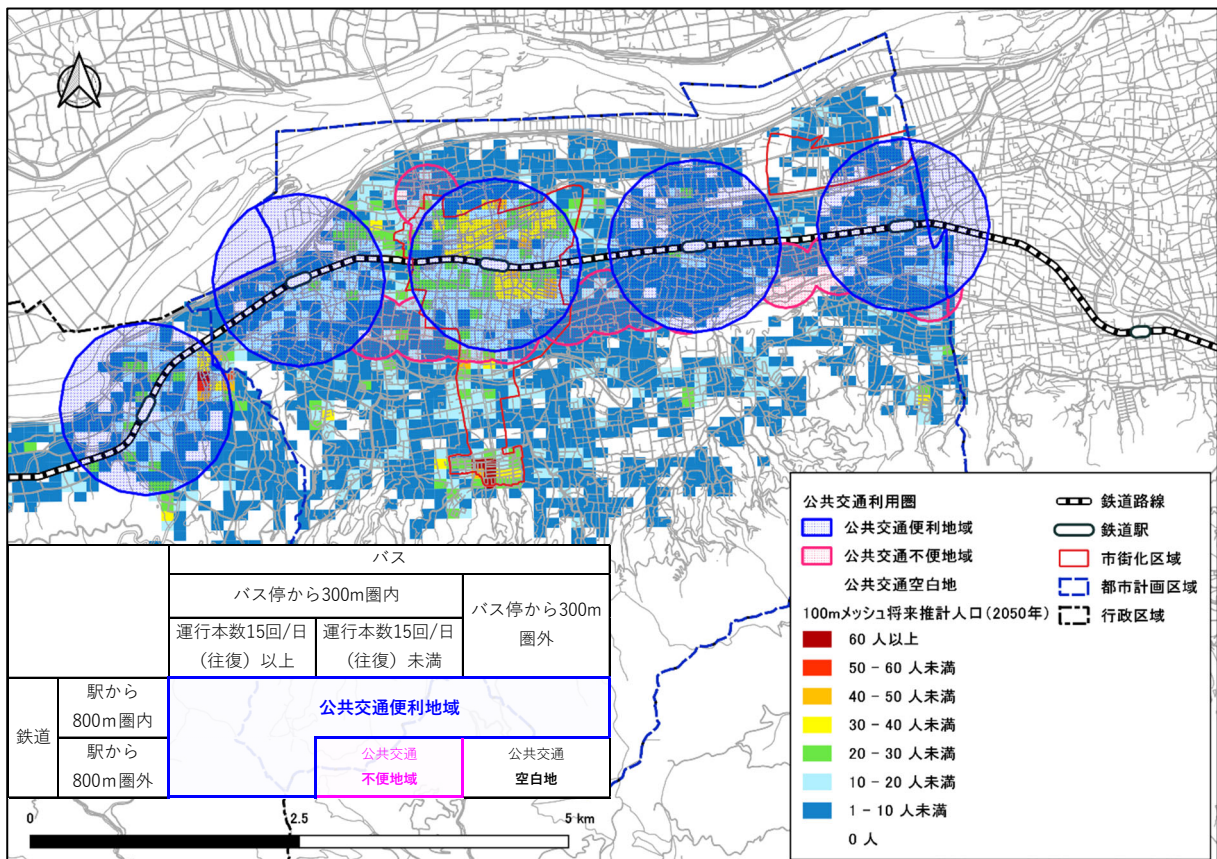 公共交通利用圏
公共交通便利地域
公共交通不便地域
公共交通空白地
100mメッシュ将来推計人口(2050年)
60 人以上
50 - 60 人未満
40 - 50 人未満
30 - 40 人未満
20 - 30 人未満
10 - 20 人未満
1 - 10 人未満
0 人
鉄道路線
鉄道駅
市街化区域
都市計画区域
行政区域
バス
バス停から300m圏内
バス停から300m
圏外
運行本数15回/日
(往復)以上
運行本数15回/日
(往復)未満
鉄道
駅から
800m圏内
公共交通便利地域
駅から
800m圏外
公共交通
不便地域
公共交通
空白地
0
2.5
5 km